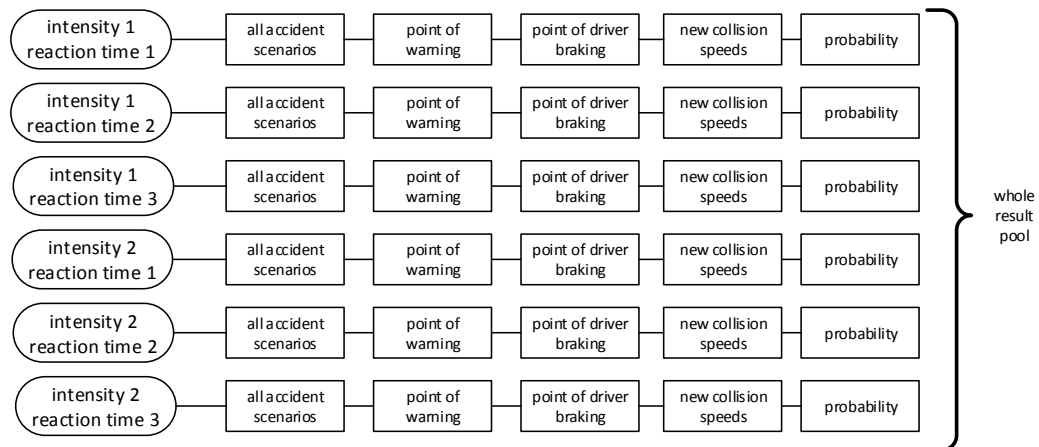 intensity 1
reaction time 1
all accident
scenarios
point of
warning
point of driver
braking
new collision
speeds
probability
intensity 1
reaction time 2
all accident
scenarios
point of
warning
point of driver
braking
new collision
speeds
probability
intensity 1
reaction time 3
all accident
scenarios
point of
warning
point of driver
braking
new collision
speeds
probability
whole
result
pool
intensity 2
reaction time 1
all accident
scenarios
point of
warning
point of driver
braking
new collision
speeds
probability
intensity 2
reaction time 2
all accident
scenarios
point of
warning
point of driver
braking
new collision
speeds
probability
intensity 2
reaction time 3
all accident
scenarios
point of
warning
point of driver
braking
new collision
speeds
probability